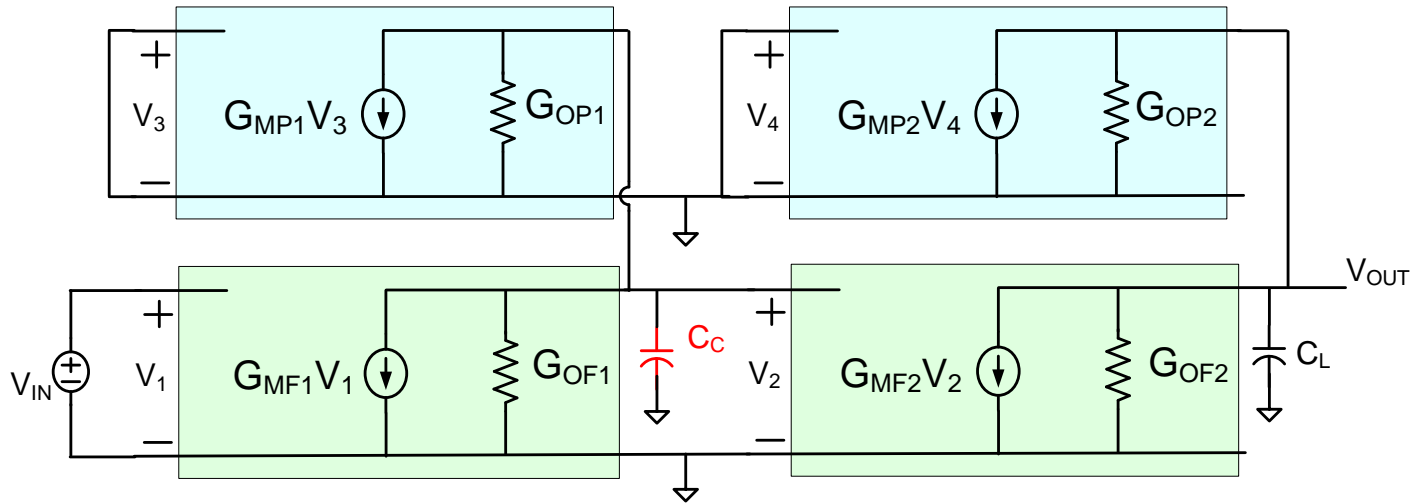 +
V3
−
GMP1V3
GOP1
+
V4
−
GMP2V4
GOP2
VIN
+
−
+
V1
−
GMF1V1
GOF1
CC
+
V2
−
GMF2V2
GOF2
VOUT
CL